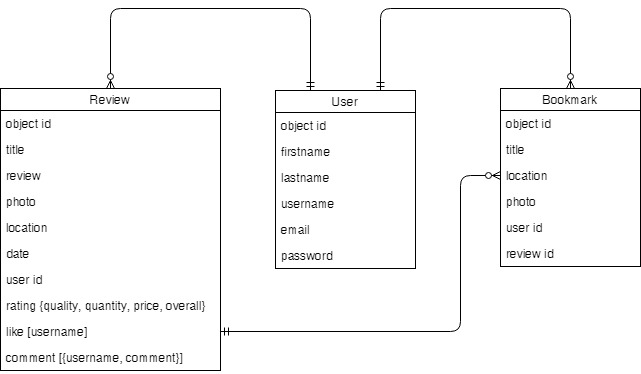 Review
object id
title
review
photo
location
date
user id
rating {quality, quantity, price, overall}
like [username]
comment [{username, comment}]
User
object id
firstname
lastname
username
email
password
Bookmark
object id
title
location
photo
user id
review id